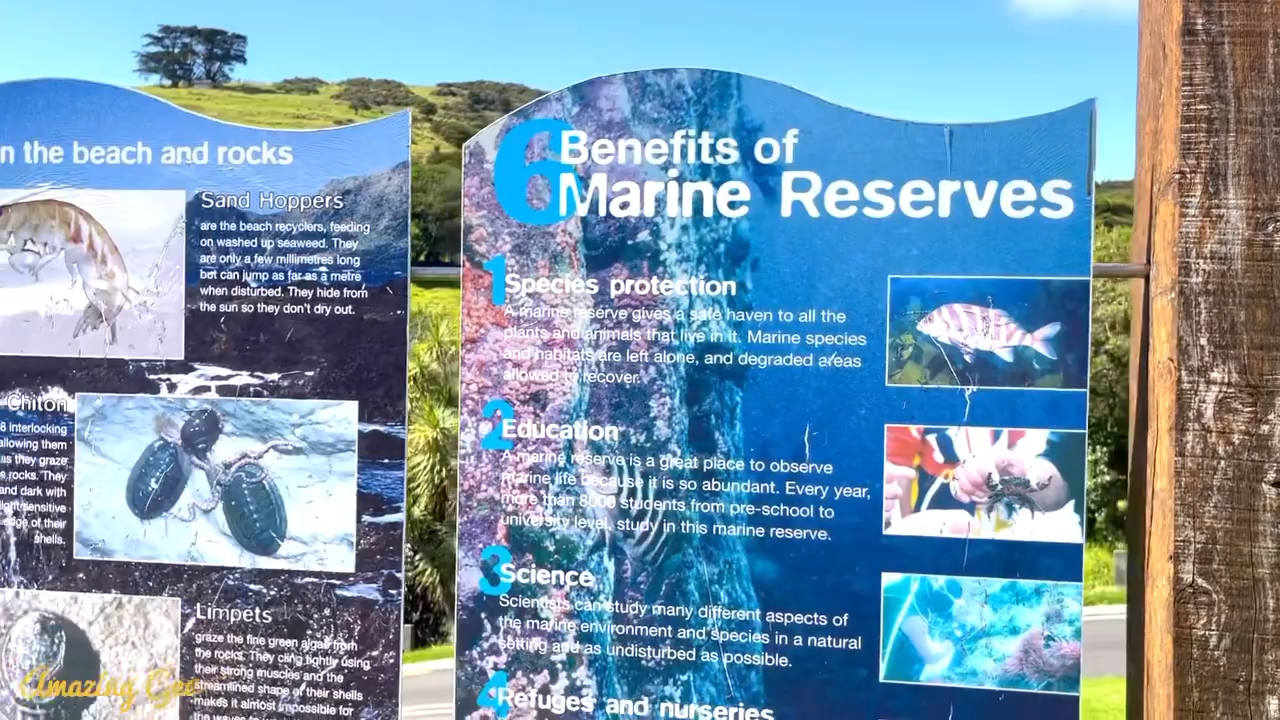 n the beach and rocks
Sand Hoppers
are the beach recyclers, feeding
on washed up seaweed. They
are only a few millimetres long
but can jump as far as a metre
when disturbed. They hide from
the sun so they don't dry out.
Chiton
8 interlocking
allowing them
as they graze
rocks. They
and dark with
light sensitive
edge of their
shells.
Limpets
graze the fine green algae from
the rocks. They cling tightly using
their strong muscles and the
streamlined shape of their shells
makes it almost impossible for
the waves to
6 Benefits of
Marine Reserves
1 Species protection
A marine reserve gives a safe haven to all the
plants and animals that live in it. Marine species
and habitats are left alone, and degraded areas
allowed to recover.
2 Education
A marine reserve is a great place to observe
marine life because it is so abundant. Every year,
more than 8000 students from pre-school to
university level, study in this marine reserve.
3 Science
Scientists can study many different aspects of
the marine environment and species in a natural
setting and as undisturbed as possible.
4 Refuges and nurseries
Amazing Geo